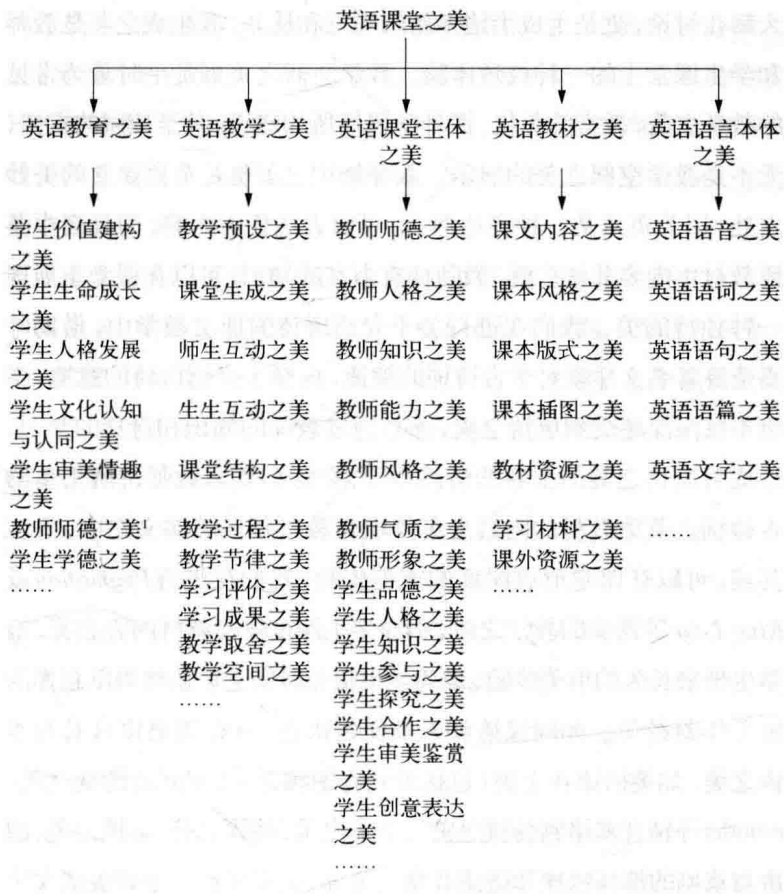 英语课堂之美
英语教育之美 英语教学之美 英语课堂主体 英语教材之美 英语语言本体
之美 之美
学生价值建构 教学预设之美 教师师德之美 课文内容之美 英语语音之美
之美
学生生命成长 课堂生成之美 教师人格之美 课本风格之美 英语语词之美
之美
学生人格发展 师生互动之美 教师知识之美 课本版式之美 英语语句之美
之美
学生文化认知 生生互动之美 教师能力之美 课本插图之美 英语语篇之美
与认同之美
学生审美情趣 课堂结构之美 教师风格之美 教材资源之美 英语文字之美
之美
教师师德之美 教学过程之美 教师气质之美 学习材料之美 ……
学生学德之美 教学节律之美 教师形象之美 课外资源之美
…… 学习评价之美 学生品德之美 ……
学习成果之美 学生人格之美
教学取舍之美 学生知识之美
教学空间之美 学生参与之美
…… 学生探究之美
学生合作之美
学生审美鉴赏
之美
学生创意表达
之美
……